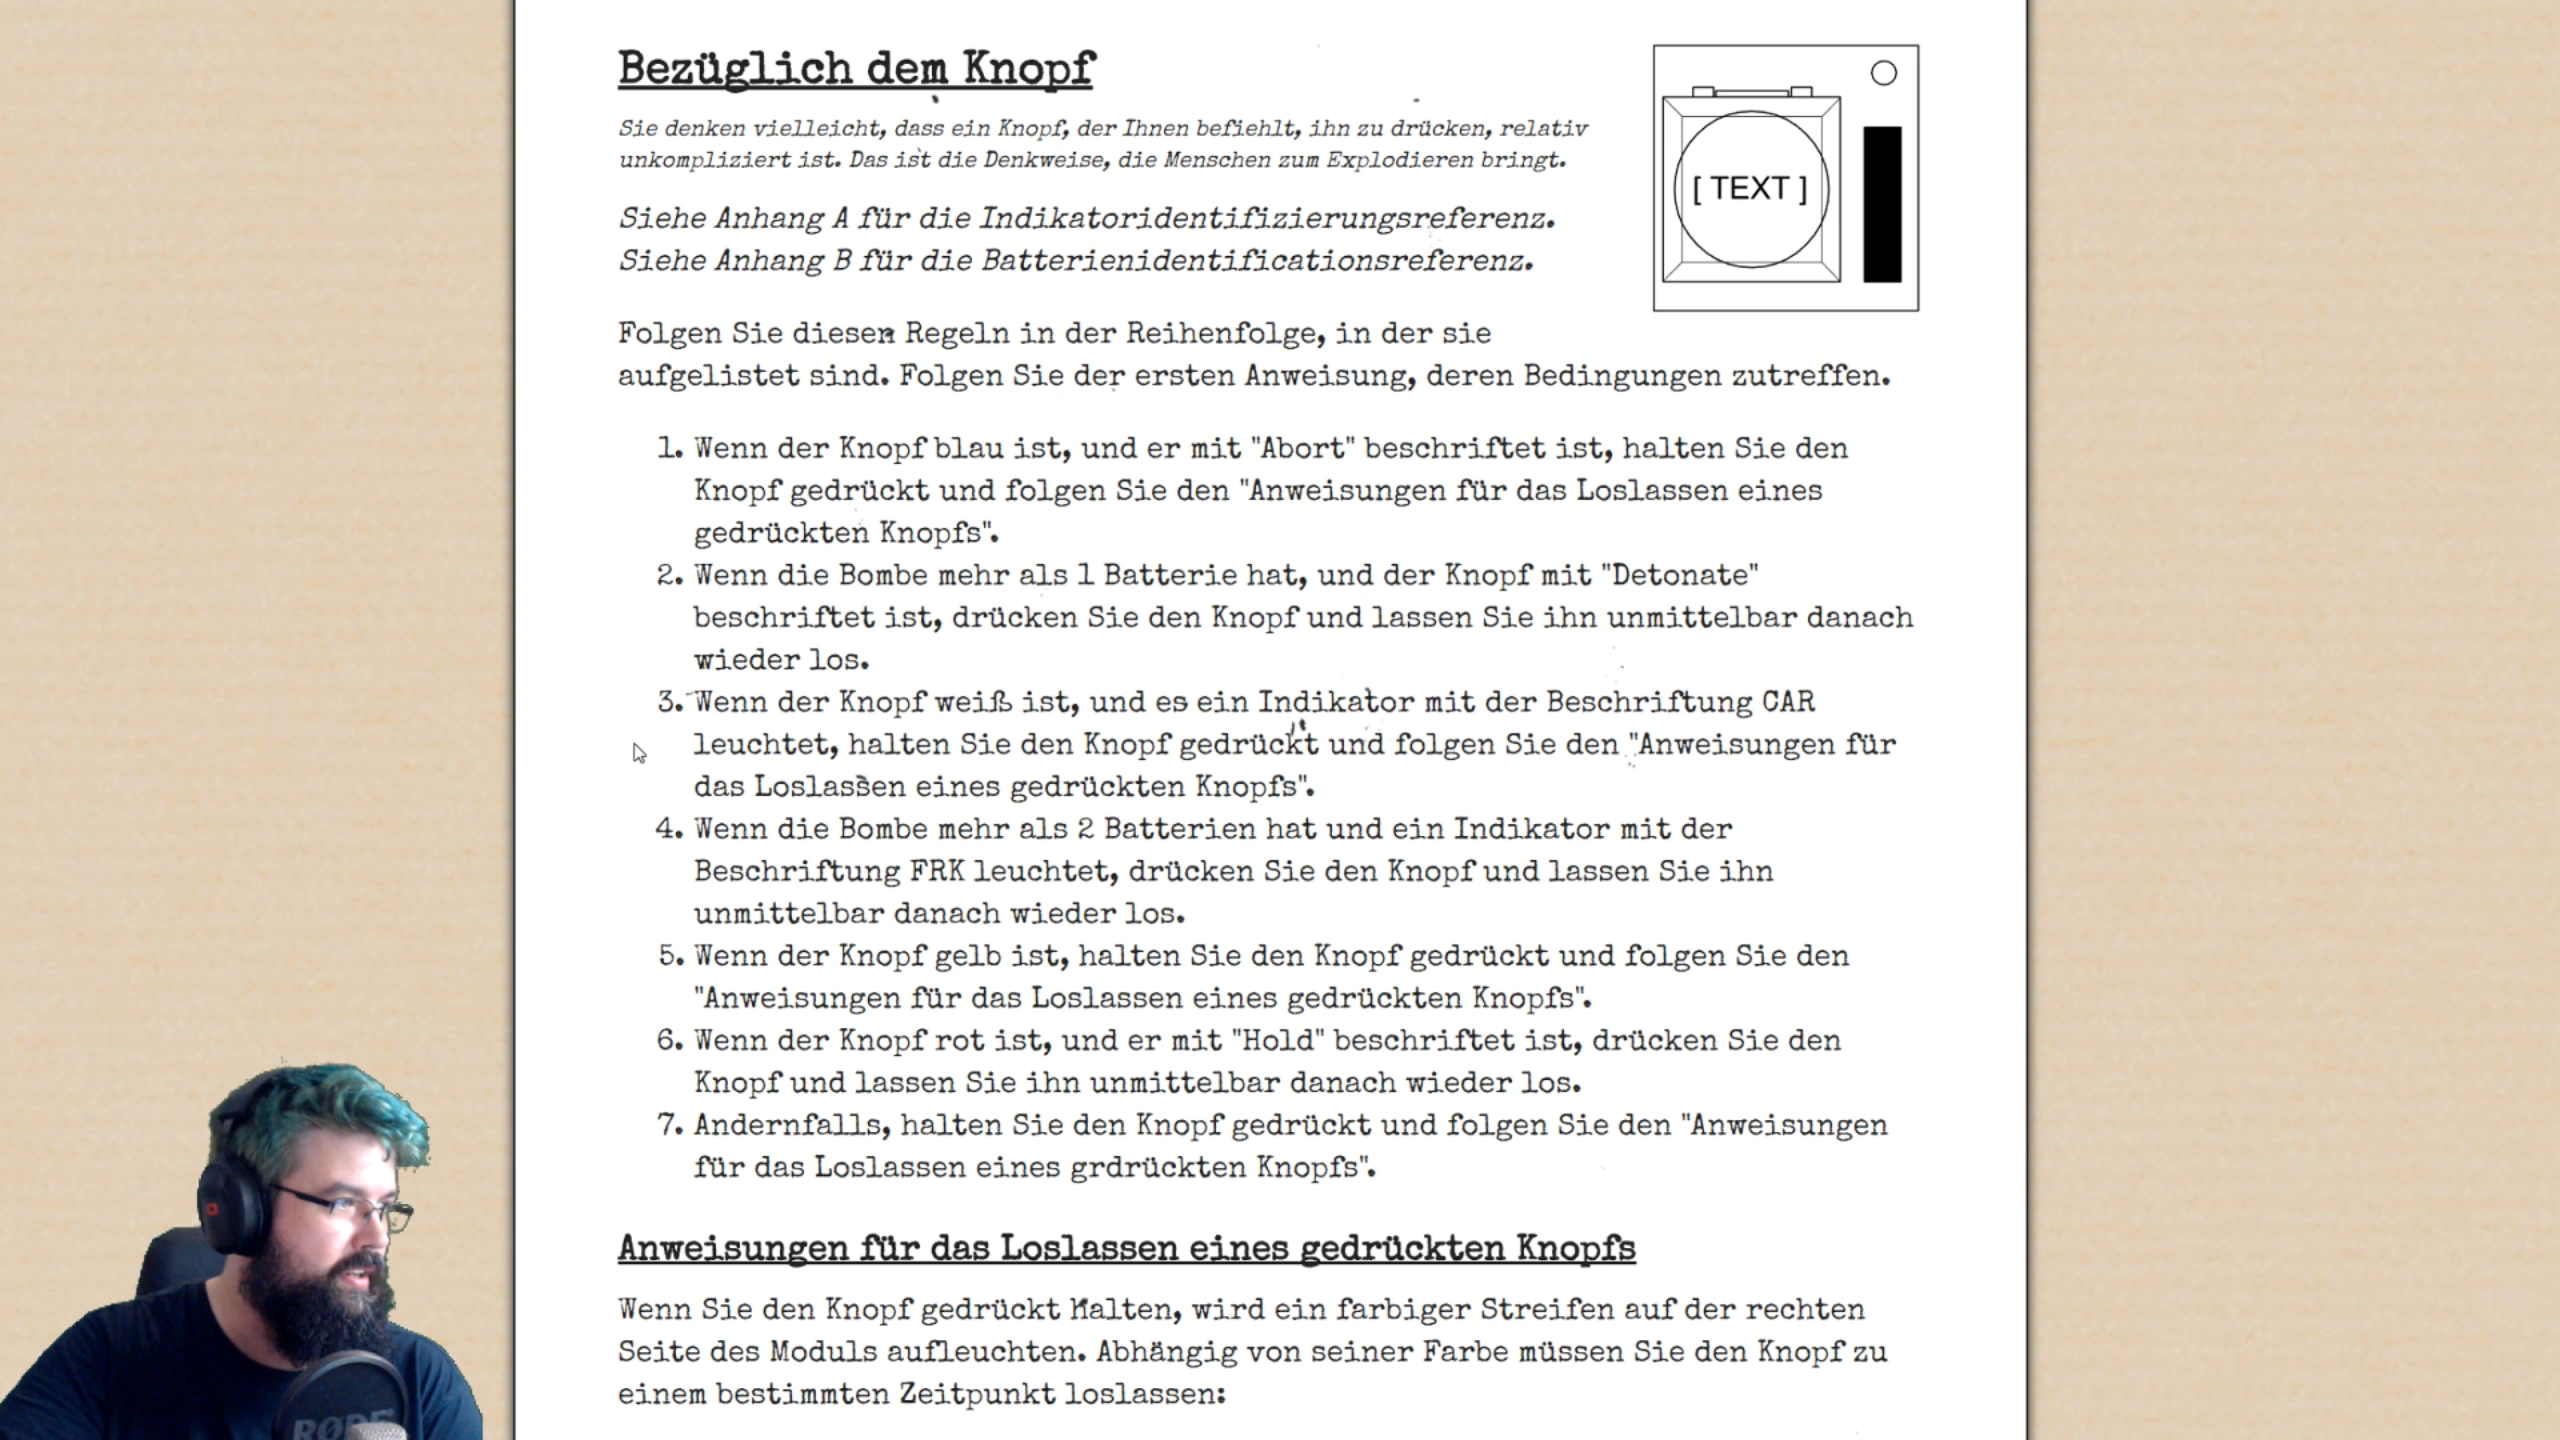 Bezüglich dem Knopf
Sie denken vielleicht, dass ein Knopf, der Ihnen befiehlt, ihn zu drücken, relativ
unkompliziert ist. Das ist die Denkweise, die Menschen zum Explodieren bringt.
[ TEXT ]
Siehe Anhang A für die Indikatoridentifizierungsreferenz.
Siehe Anhang B für die Batterienidentificationsreferenz.
Folgen Sie diesen Regeln in der Reihenfolge, in der sie
aufgelistet sind. Folgen Sie der ersten Anweisung, deren Bedingungen zutreffen.
1. Wenn der Knopf blau ist, und er mit "Abort" beschriftet ist, halten Sie den
Knopf gedrückt und folgen Sie den "Anweisungen für das Loslassen eines
gedrückten Knopfs".
2. Wenn die Bombe mehr als 1 Batterie hat, und der Knopf mit "Detonate"
beschriftet ist, drücken Sie den Knopf und lassen Sie ihn unmittelbar danach
wieder los.
3. Wenn der Knopf weiß ist, und es ein Indikator mit der Beschriftung CAR
leuchtet, halten Sie den Knopf gedrückt und folgen Sie den "Anweisungen für
das Loslassen eines gedrückten Knopfs".
4. Wenn die Bombe mehr als 2 Batterien hat und ein Indikator mit der
Beschriftung FRK leuchtet, drücken Sie den Knopf und lassen Sie ihn
unmittelbar danach wieder los.
5. Wenn der Knopf gelb ist, halten Sie den Knopf gedrückt und folgen Sie den
"Anweisungen für das Loslassen eines gedrückten Knopfs".
6. Wenn der Knopf rot ist, und er mit "Hold" beschriftet ist, drücken Sie den
Knopf und lassen Sie ihn unmittelbar danach wieder los.
7. Andernfalls, halten Sie den Knopf gedrückt und folgen Sie den "Anweisungen
für das Loslassen eines grdrückten Knopfs".
Anweisungen für das Loslassen eines gedrückten Knopfs
Wenn Sie den Knopf gedrückt halten, wird ein farbiger Streifen auf der rechten
Seite des Moduls aufleuchten. Abhängig von seiner Farbe müssen Sie den Knopf zu
einem bestimmten Zeitpunkt loslassen:
RØDE